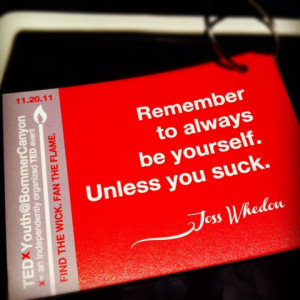 11.20.11
TEDxYouth@BommerCanyon
x = an independently organized TED event
FIND THE WICK. FAN THE FLAME.
Remember
to always
be yourself.
Unless you suck.
Joss Whedon